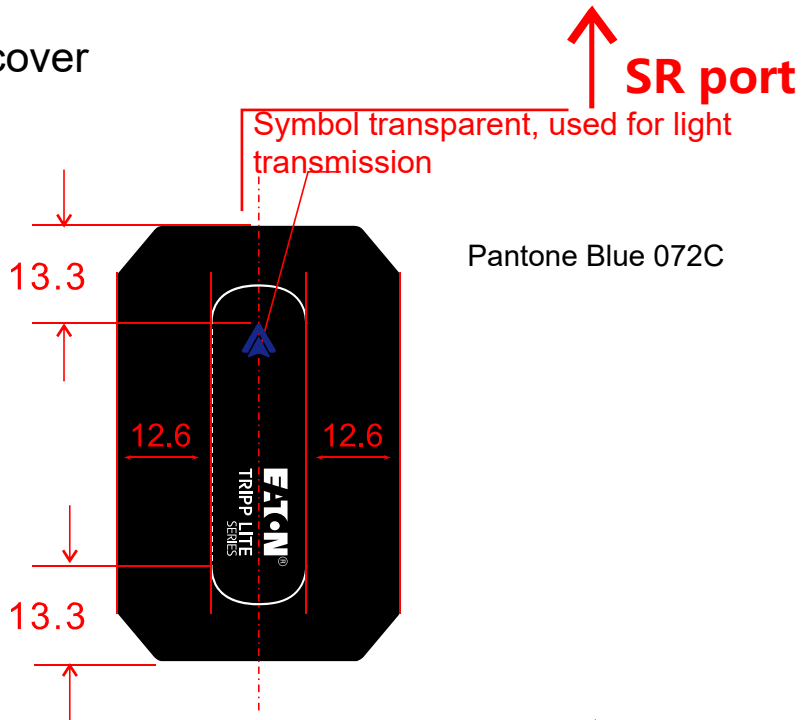 cover
SR port
Symbol transparent, used for light
transmission
Pantone Blue 072C
13.3
12.6
12.6
EATON
TRIPP LITE
SERIES
®
13.3